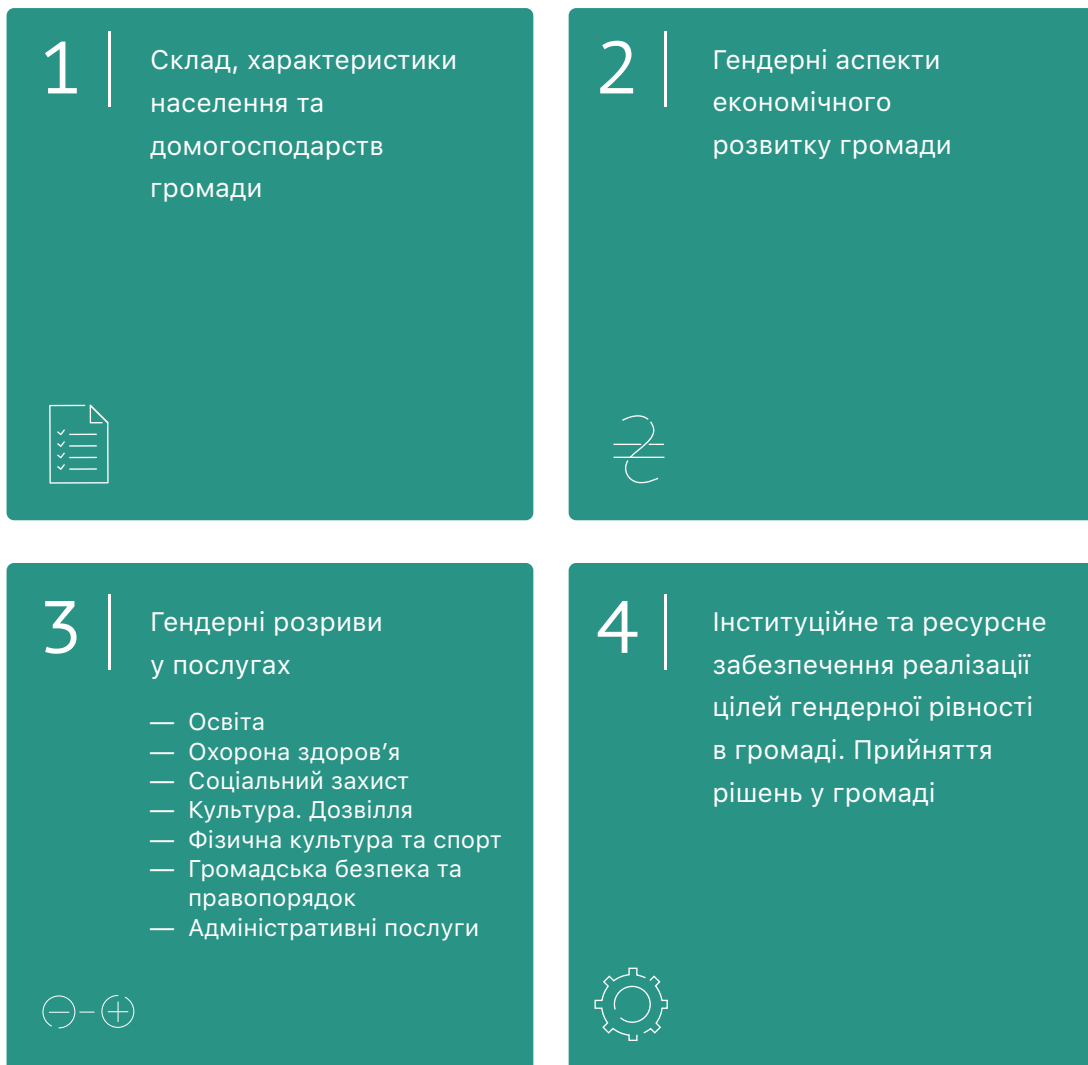 1
Склад, характеристики
населення та
домогосподарств
громади
2
Гендерні аспекти
економічного
розвитку громади
3
Гендерні розриви
у послугах
— Освіта
— Охорона здоров’я
— Соціальний захист
— Культура. Дозвілля
— Фізична культура та спорт
— Громадська безпека та
правопорядок
— Адміністративні послуги
4
Інституційне та ресурсне
забезпечення реалізації
цілей гендерної рівності
в громаді. Прийняття
рішень у громаді